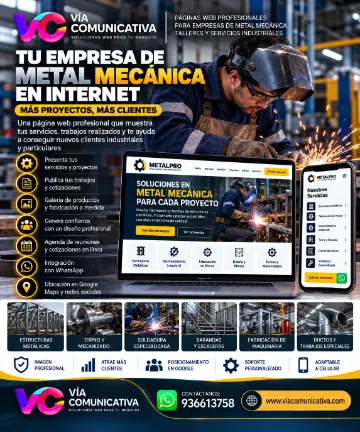 VÍA
COMUNICATIVA
SOLUCIONES WEB PARA TU NEGOCIO
PÁGINAS WEB PROFESIONALES
PARA EMPRESAS DE METAL MECÁNICA
TALLERES Y SERVICIOS INDUSTRIALES
TU EMPRESA DE
METAL MECÁNICA
EN INTERNET
MÁS PROYECTOS, MÁS CLIENTES
Una página web profesional que muestra
tus servicios, trabajos realizados y te ayuda
a conseguir nuevos clientes industriales
y particulares.
Presenta tus
servicios y proyectos
Publica tus trabajos
y cotizaciones
Galería de productos
y fabricación a medida
Genera confianza
con un diseño profesional
Agenda de reuniones
y cotizaciones en línea
Integración
con WhatsApp
Ubicación en Google
Maps y redes sociales
METALPRO
SOLUCIONES EN
METAL MECÁNICA
PARA CADA PROYECTO
METALPRO
Nuestros
Servicios
ESTRUCTURAS
METÁLICAS
TORNO Y
MECANIZADO
SOLDADURA
ESPECIALIZADA
BARANDAS
Y ESCALERAS
FABRICACIÓN DE
MAQUINARIA
DUCTOS Y
TRABAJOS ESPECIALES
IMAGEN
PROFESIONAL
ATRAE MÁS
CLIENTES
POSICIONAMIENTO
EN GOOGLE
SOPORTE
PERSONALIZADO
ADAPTABLE
A CELULAR
VÍA
COMUNICATIVA
SOLUCIONES WEB PARA TU NEGOCIO
CONTÁCTANOS:
936613758
www.viacomunicativa.com